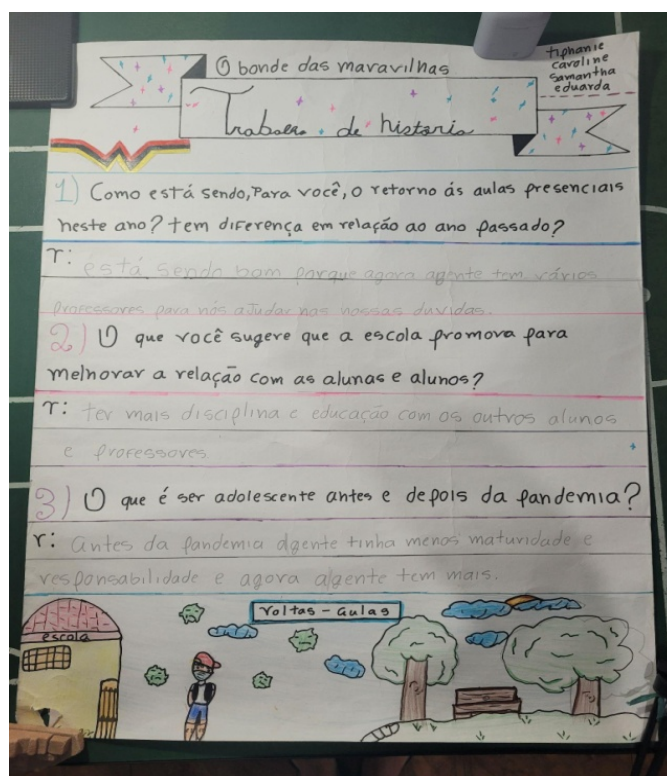 O bonde das maravilhas
tiphanie
caroline
samantha
eduarda
Trabalho de historia
1) Como está sendo, Para você, o retorno ás aulas presenciais
neste ano? tem diferença em relação ao ano passado?
r: está sendo bom porque agora agente tem vários
professores para nós ajudar nas nossas duvidas.
2) O que você sugere que a escola promova para
melhorar a relação com as alunas e alunos?
r: ter mais disciplina e educação com os outros alunos
e professores
3) O que é ser adolescente antes e depois da pandemia?
r: antes da pandemia agente tinha menos maturidade e
responsabilidade e agora agente tem mais.
Voltas - Aulas
escola